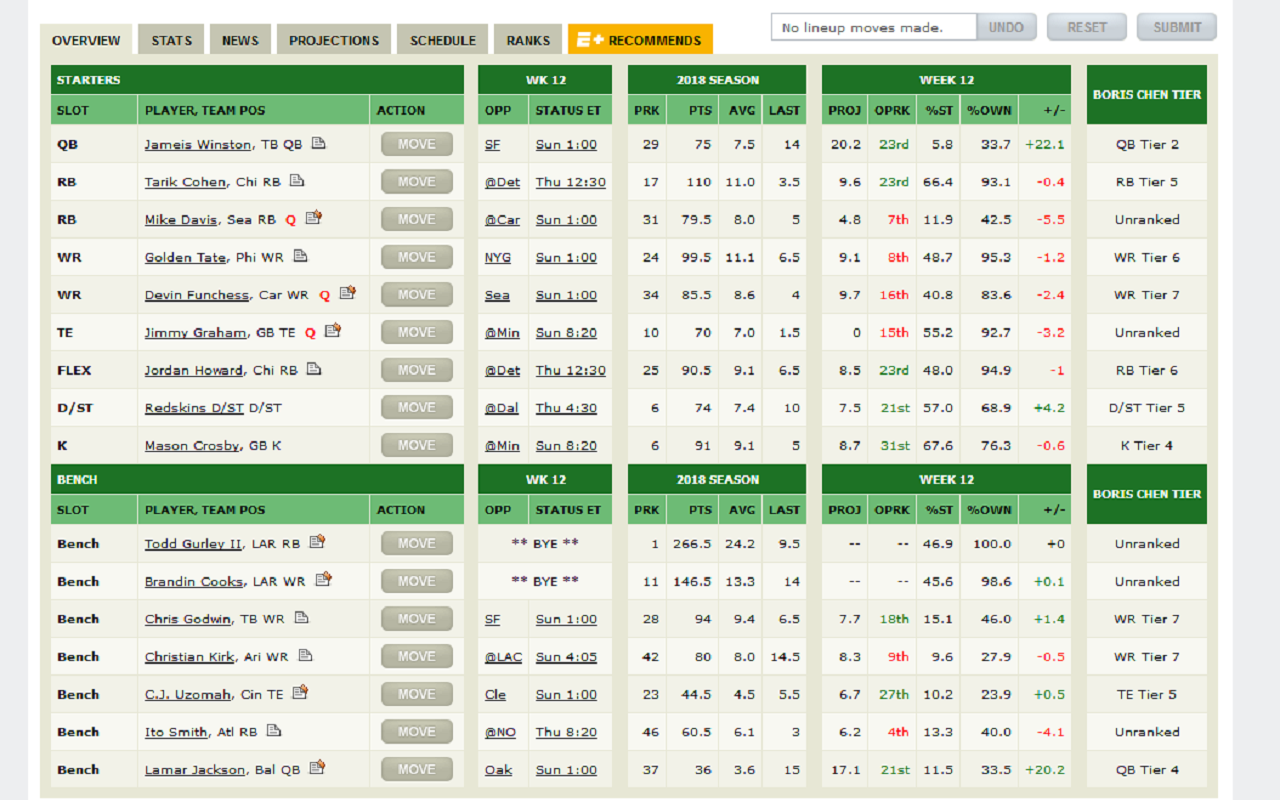 OVERVIEW STATS NEWS PROJECTIONS SCHEDULE RANKS E+ RECOMMENDS No lineup moves made. UNDO RESET SUBMIT
STARTERS WK 12 2018 SEASON WEEK 12 BORIS CHEN TIER
SLOT PLAYER, TEAM POS ACTION OPP STATUS ET PRK PTS AVG LAST PROJ OPRK %ST %OWN +/-
QB Jameis Winston, TB QB MOVE SF Sun 1:00 29 75 7.5 14 20.2 23rd 5.8 33.7 +22.1 QB Tier 2
RB Tarik Cohen, Chi RB MOVE @Det Thu 12:30 17 110 11.0 3.5 9.6 23rd 66.4 93.1 -0.4 RB Tier 5
RB Mike Davis, Sea RB Q MOVE @Car Sun 1:00 31 79.5 8.0 5 4.8 7th 11.9 42.5 -5.5 Unranked
WR Golden Tate, Phi WR MOVE NYG Sun 1:00 24 99.5 11.1 6.5 9.1 8th 48.7 95.3 -1.2 WR Tier 6
WR Devin Funchess, Car WR Q MOVE Sea Sun 1:00 34 85.5 8.6 4 9.7 16th 40.8 83.6 -2.4 WR Tier 7
TE Jimmy Graham, GB TE Q MOVE @Min Sun 8:20 10 70 7.0 1.5 0 15th 55.2 92.7 -3.2 Unranked
FLEX Jordan Howard, Chi RB MOVE @Det Thu 12:30 25 90.5 9.1 6.5 8.5 23rd 48.0 94.9 -1 RB Tier 6
D/ST Redskins D/ST D/ST MOVE @Dal Thu 4:30 6 74 7.4 10 7.5 21st 57.0 68.9 +4.2 D/ST Tier 5
K Mason Crosby, GB K MOVE @Min Sun 8:20 6 91 9.1 5 8.7 31st 67.6 76.3 -0.6 K Tier 4
BENCH WK 12 2018 SEASON WEEK 12 BORIS CHEN TIER
SLOT PLAYER, TEAM POS ACTION OPP STATUS ET PRK PTS AVG LAST PROJ OPRK %ST %OWN +/-
Bench Todd Gurley II, LAR RB MOVE ** BYE ** 1 266.5 24.2 9.5 -- -- 46.9 100.0 +0 Unranked
Bench Brandin Cooks, LAR WR MOVE ** BYE ** 11 146.5 13.3 14 -- -- 45.6 98.6 +0.1 Unranked
Bench Chris Godwin, TB WR MOVE SF Sun 1:00 28 94 9.4 6.5 7.7 18th 15.1 46.0 +1.4 WR Tier 7
Bench Christian Kirk, Ari WR MOVE @LAC Sun 4:05 42 80 8.0 14.5 8.3 9th 9.6 27.9 -0.5 WR Tier 7
Bench C.J. Uzomah, Cin TE MOVE Cle Sun 1:00 23 44.5 4.5 5.5 6.7 27th 10.2 23.9 +0.5 TE Tier 5
Bench Ito Smith, Atl RB MOVE @NO Thu 8:20 46 60.5 6.1 3 6.2 4th 13.3 40.0 -4.1 Unranked
Bench Lamar Jackson, Bal QB MOVE Oak Sun 1:00 37 36 3.6 15 17.1 21st 11.5 33.5 +20.2 QB Tier 4